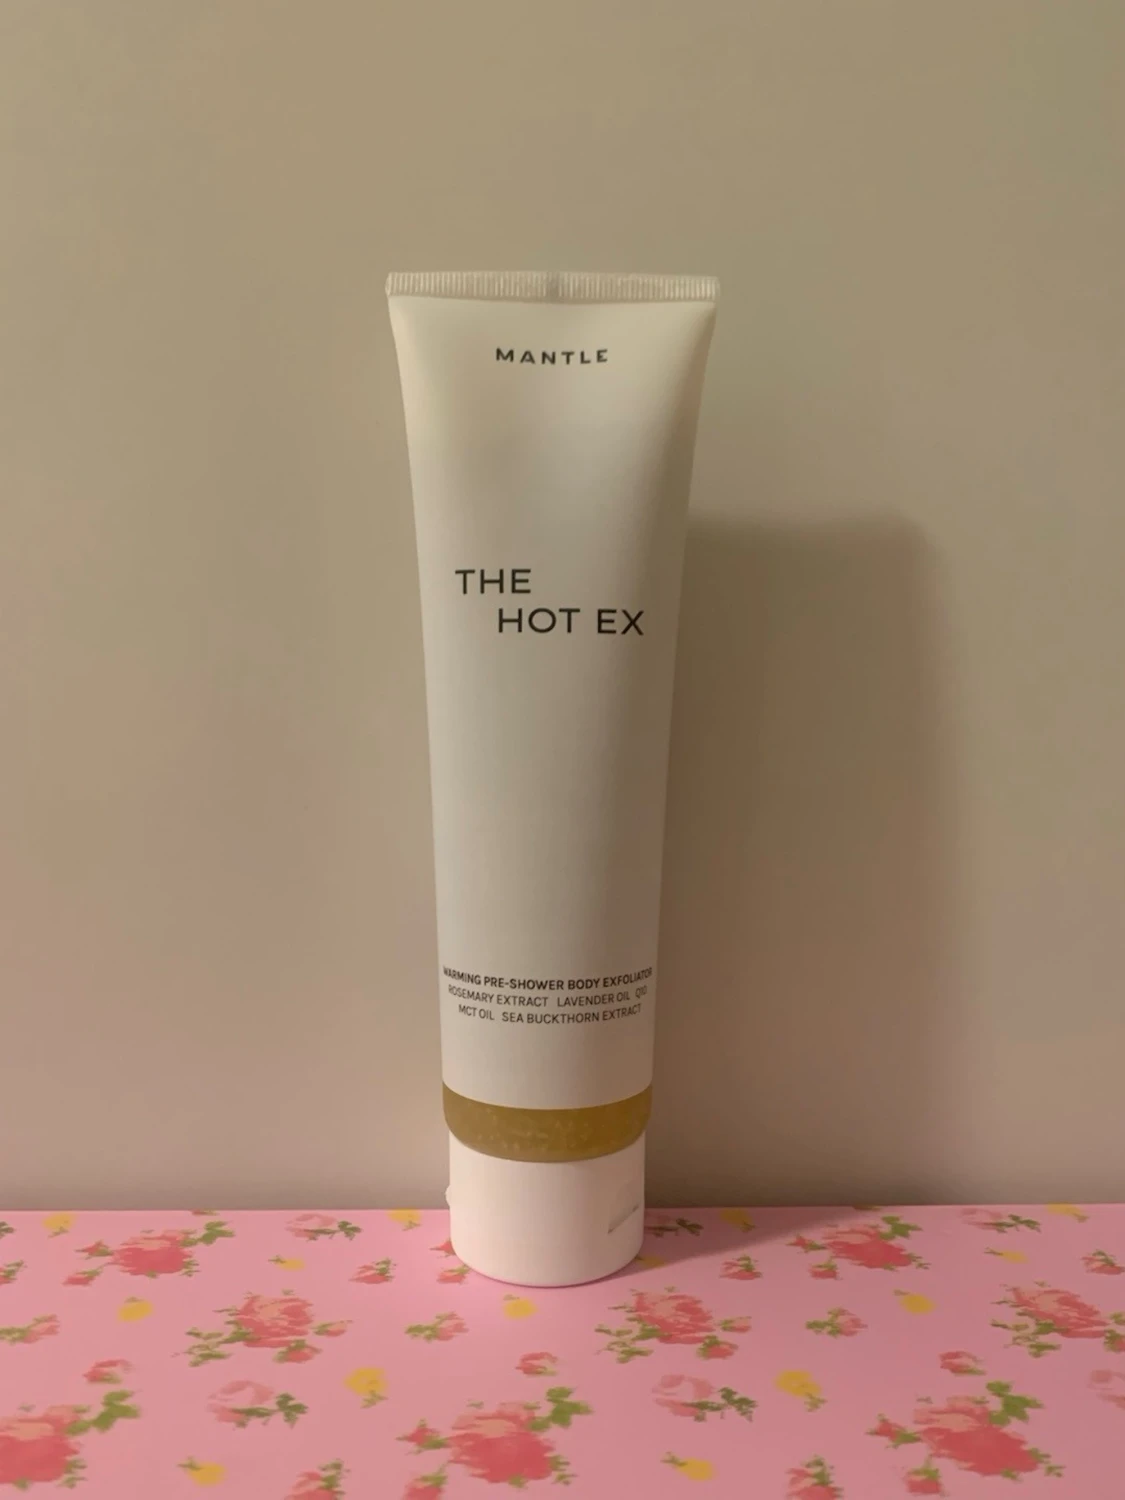 MANTLE
THE
HOT EX
WARMING PRE-SHOWER BODY EXFOLIATOR
ROSEMARY EXTRACT LAVENDER OIL Q10
MCT OIL SEA BUCKTHORN EXTRACT